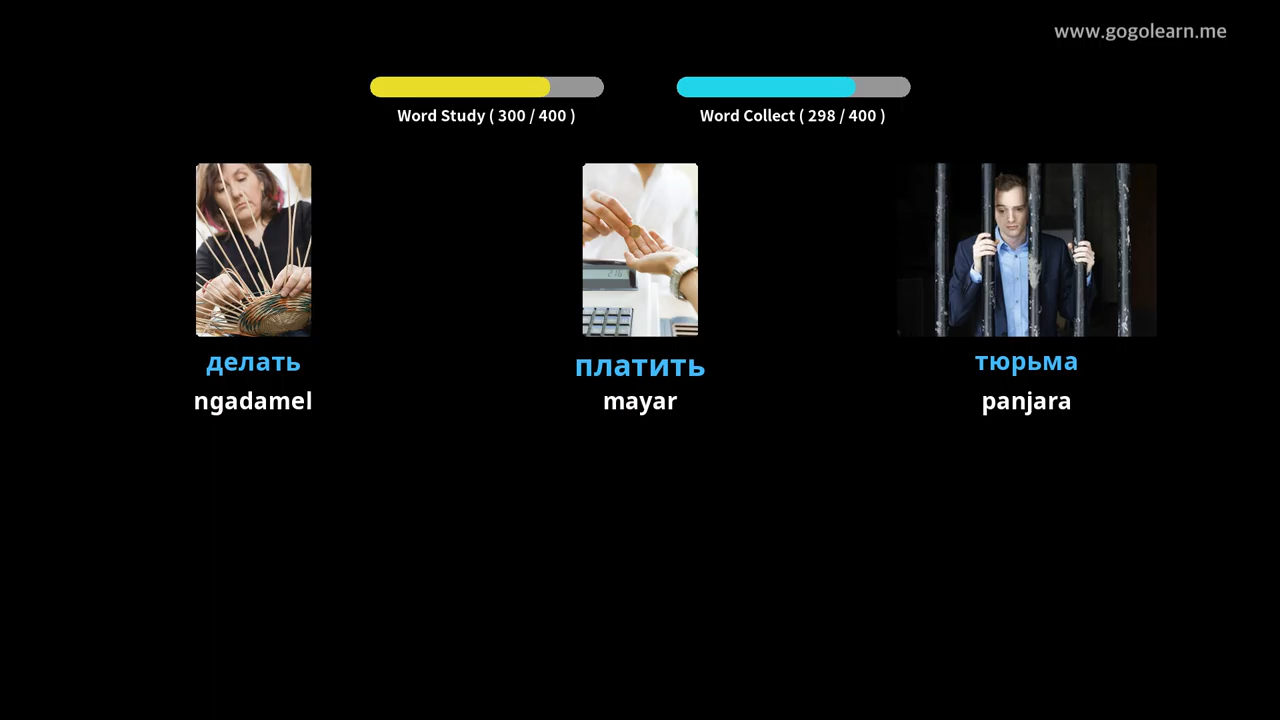 www.gogolearn.me
Word Study ( 300 / 400 )
Word Collect ( 298 / 400 )
делать
платить
тюрьма
ngadamel
mayar
panjara